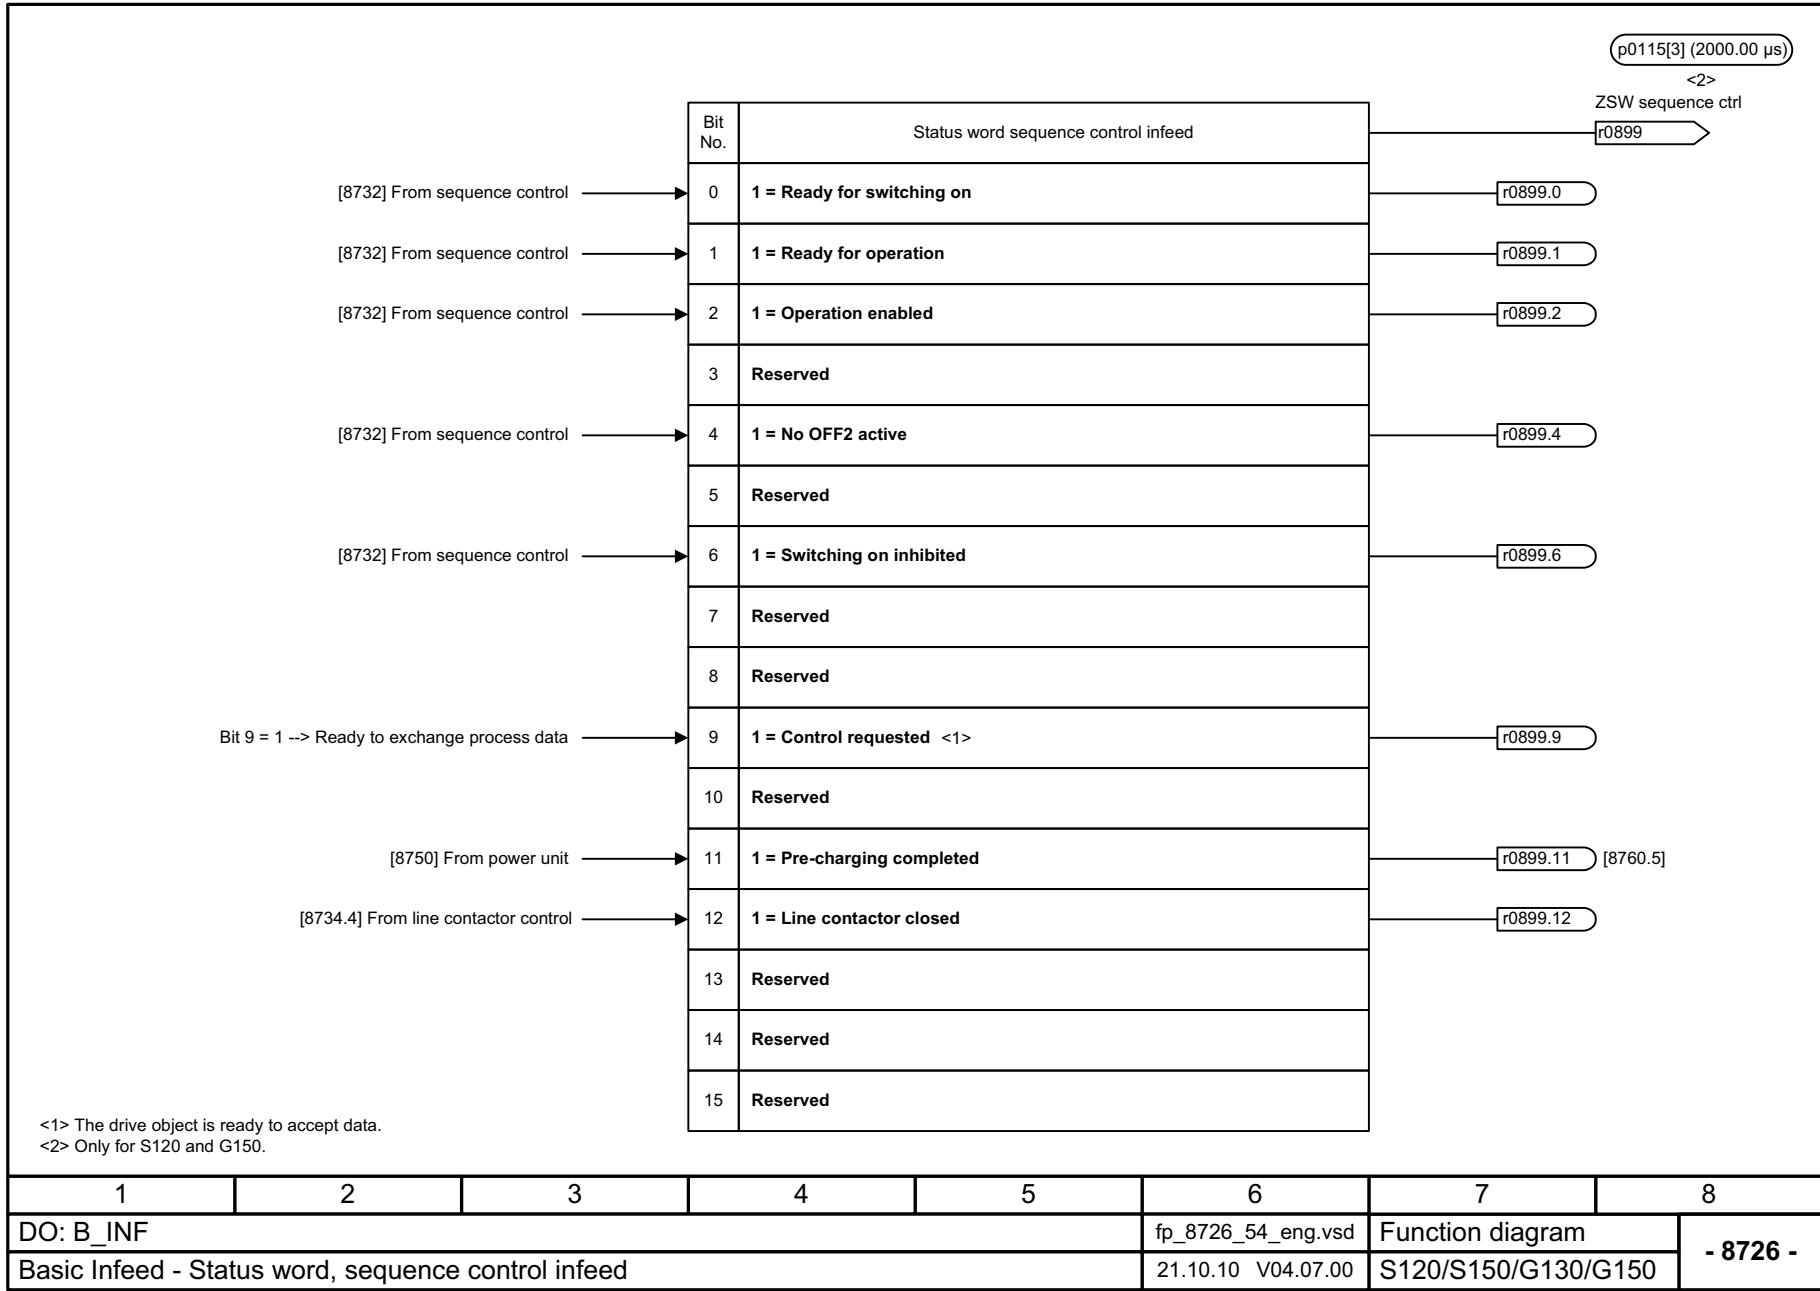 p0115[3] (2000.00 µs)
<2>
ZSW sequence ctrl
Bit No. Status word sequence control infeed r0899
[8732] From sequence control 0 1 = Ready for switching on r0899.0
[8732] From sequence control 1 1 = Ready for operation r0899.1
[8732] From sequence control 2 1 = Operation enabled r0899.2
3 Reserved
[8732] From sequence control 4 1 = No OFF2 active r0899.4
5 Reserved
[8732] From sequence control 6 1 = Switching on inhibited r0899.6
7 Reserved
8 Reserved
Bit 9 = 1 --> Ready to exchange process data 9 1 = Control requested <1> r0899.9
10 Reserved
[8750] From power unit 11 1 = Pre-charging completed r0899.11 [8760.5]
[8734.4] From line contactor control 12 1 = Line contactor closed r0899.12
13 Reserved
14 Reserved
15 Reserved
<1> The drive object is ready to accept data.
<2> Only for S120 and G150.
1 2 3 4 5 6 7 8
DO: B_INF fp_8726_54_eng.vsd Function diagram - 8726 -
Basic Infeed - Status word, sequence control infeed 21.10.10 V04.07.00 S120/S150/G130/G150